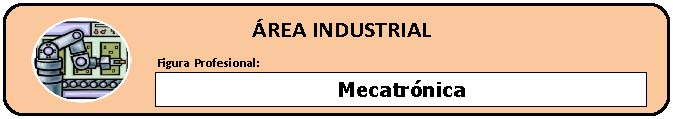 ÁREA INDUSTRIAL
Figura Profesional:
Mecatrónica